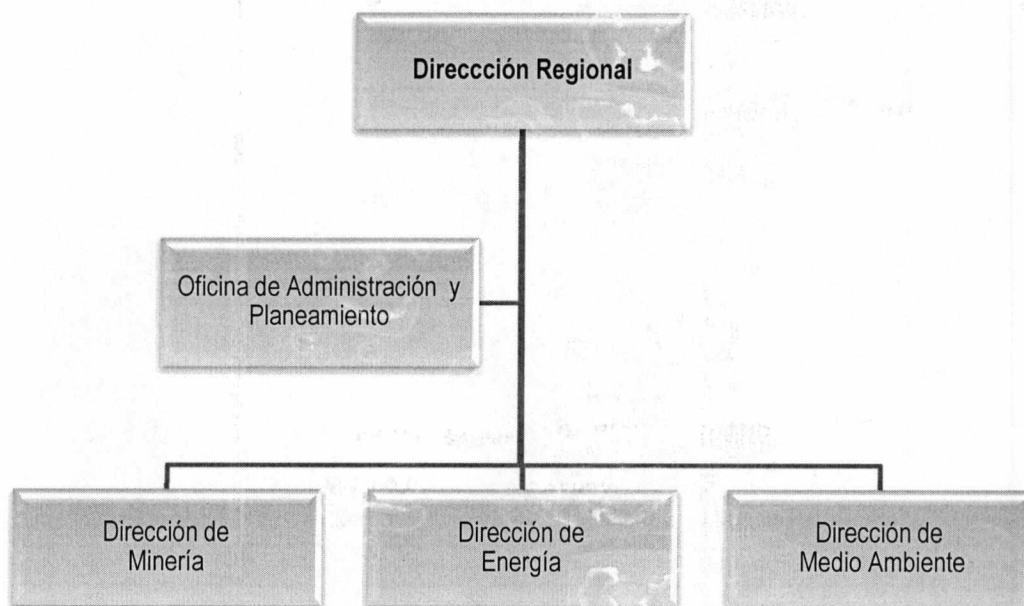 Direccción Regional
Oficina de Administración y
Planeamiento
Dirección de
Minería
Dirección de
Energía
Dirección de
Medio Ambiente